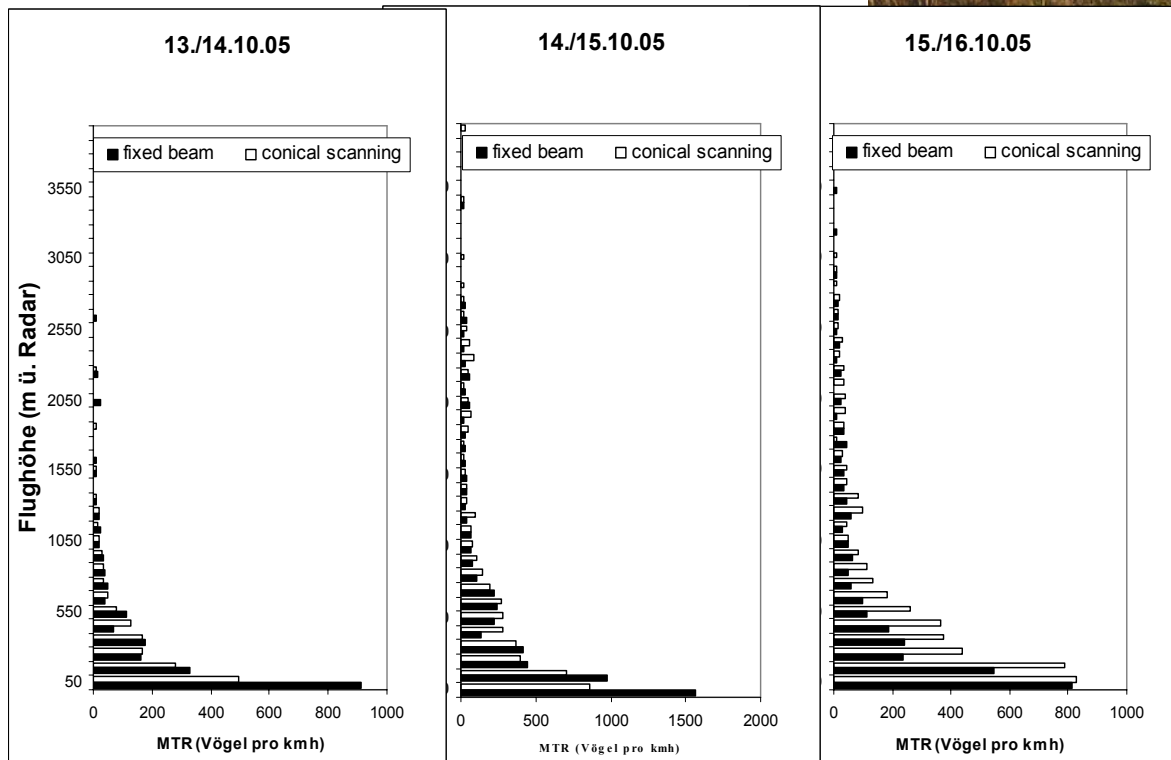 13./14.10.05
■ fixed beam □ conical scanning
Flughöhe (m ü. Radar)
3550
3050
2550
2050
1550
1050
550
50
0 200 400 600 800 1000
MTR (Vögel pro kmh)
14./15.10.05
■ fixed beam □ conical scanning
0 500 1000 1500 2000
MTR (Vögel pro kmh)
15./16.10.05
■ fixed beam □ conical scanning
0 200 400 600 800 1000
MTR (Vögel pro kmh)